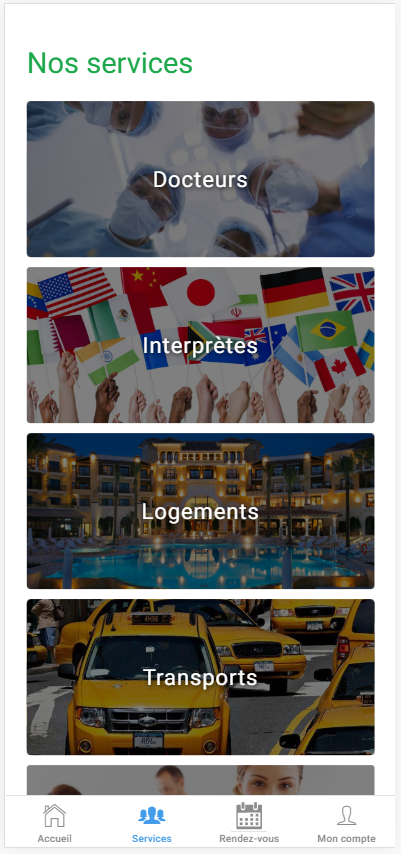 Nos services
Docteurs
Interprètes
Logements
Transports
Accueil
Services
Rendez-vous
Mon compte